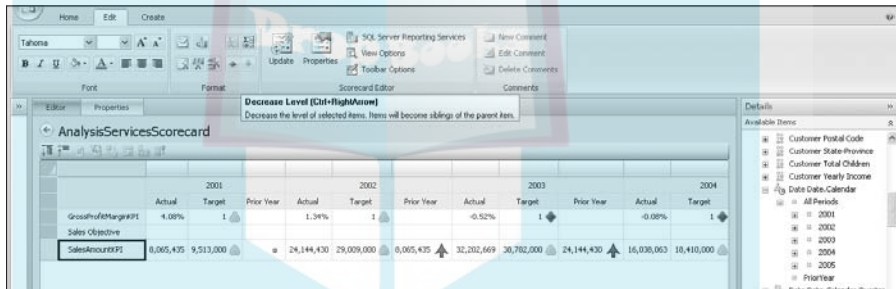 Home Edit Create
Tahoma
B I U
Font
Format
Update
Properties
SQL Server Reporting Services
View Options
Toolbar Options
Scorecard Editor
New Comment
Edit Comment
Delete Comments
Comments
Editor Properties
Decrease Level (Ctrl+RightArrow)
Decrease the level of selected items. Items will become siblings of the parent item.
AnalysisServicesScorecard
2001 2002 2003 2004
Actual Target Prior Year Actual Target Prior Year Actual Target Prior Year Actual Target
GrossProfitMarginKPI 4.08% 1 1.34% 1 -0.52% 1 -0.08% 1
Sales Objective
SalesAmountKPI 8,065,435 9,513,000 24,144,430 29,009,000 8,065,435 32,202,669 38,782,000 24,144,430 16,038,063 18,410,000
Details
Available Items
Customer Postal Code
Customer State-Province
Customer Total Children
Customer Yearly Income
Date Date.Calendar
All Periods
2001
2002
2003
2004
2005
PriorYear